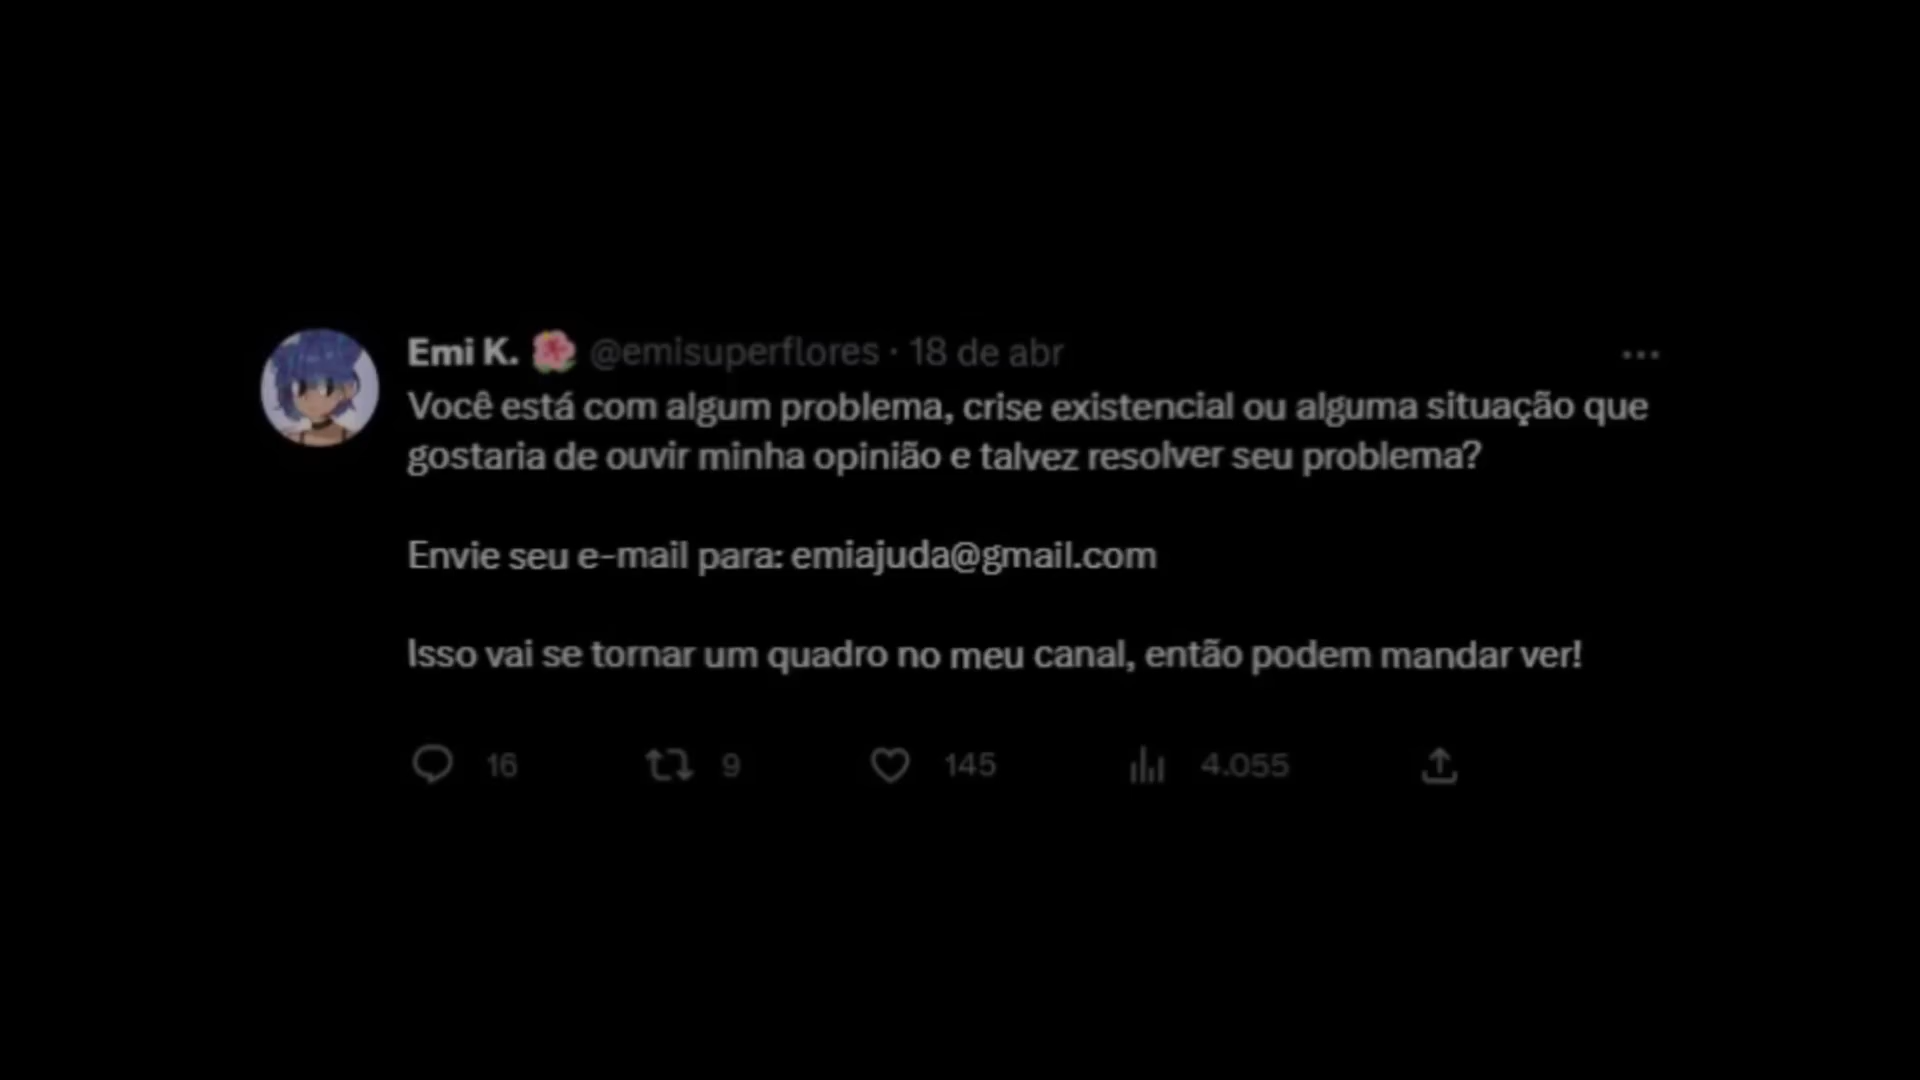 Emi K. 🌺 @emisuperflores · 18 de abr
Você está com algum problema, crise existencial ou alguma situação que
gostaria de ouvir minha opinião e talvez resolver seu problema?
Envie seu e-mail para: emiajuda@gmail.com
Isso vai se tornar um quadro no meu canal, então podem mandar ver!
16 9 145 4.055